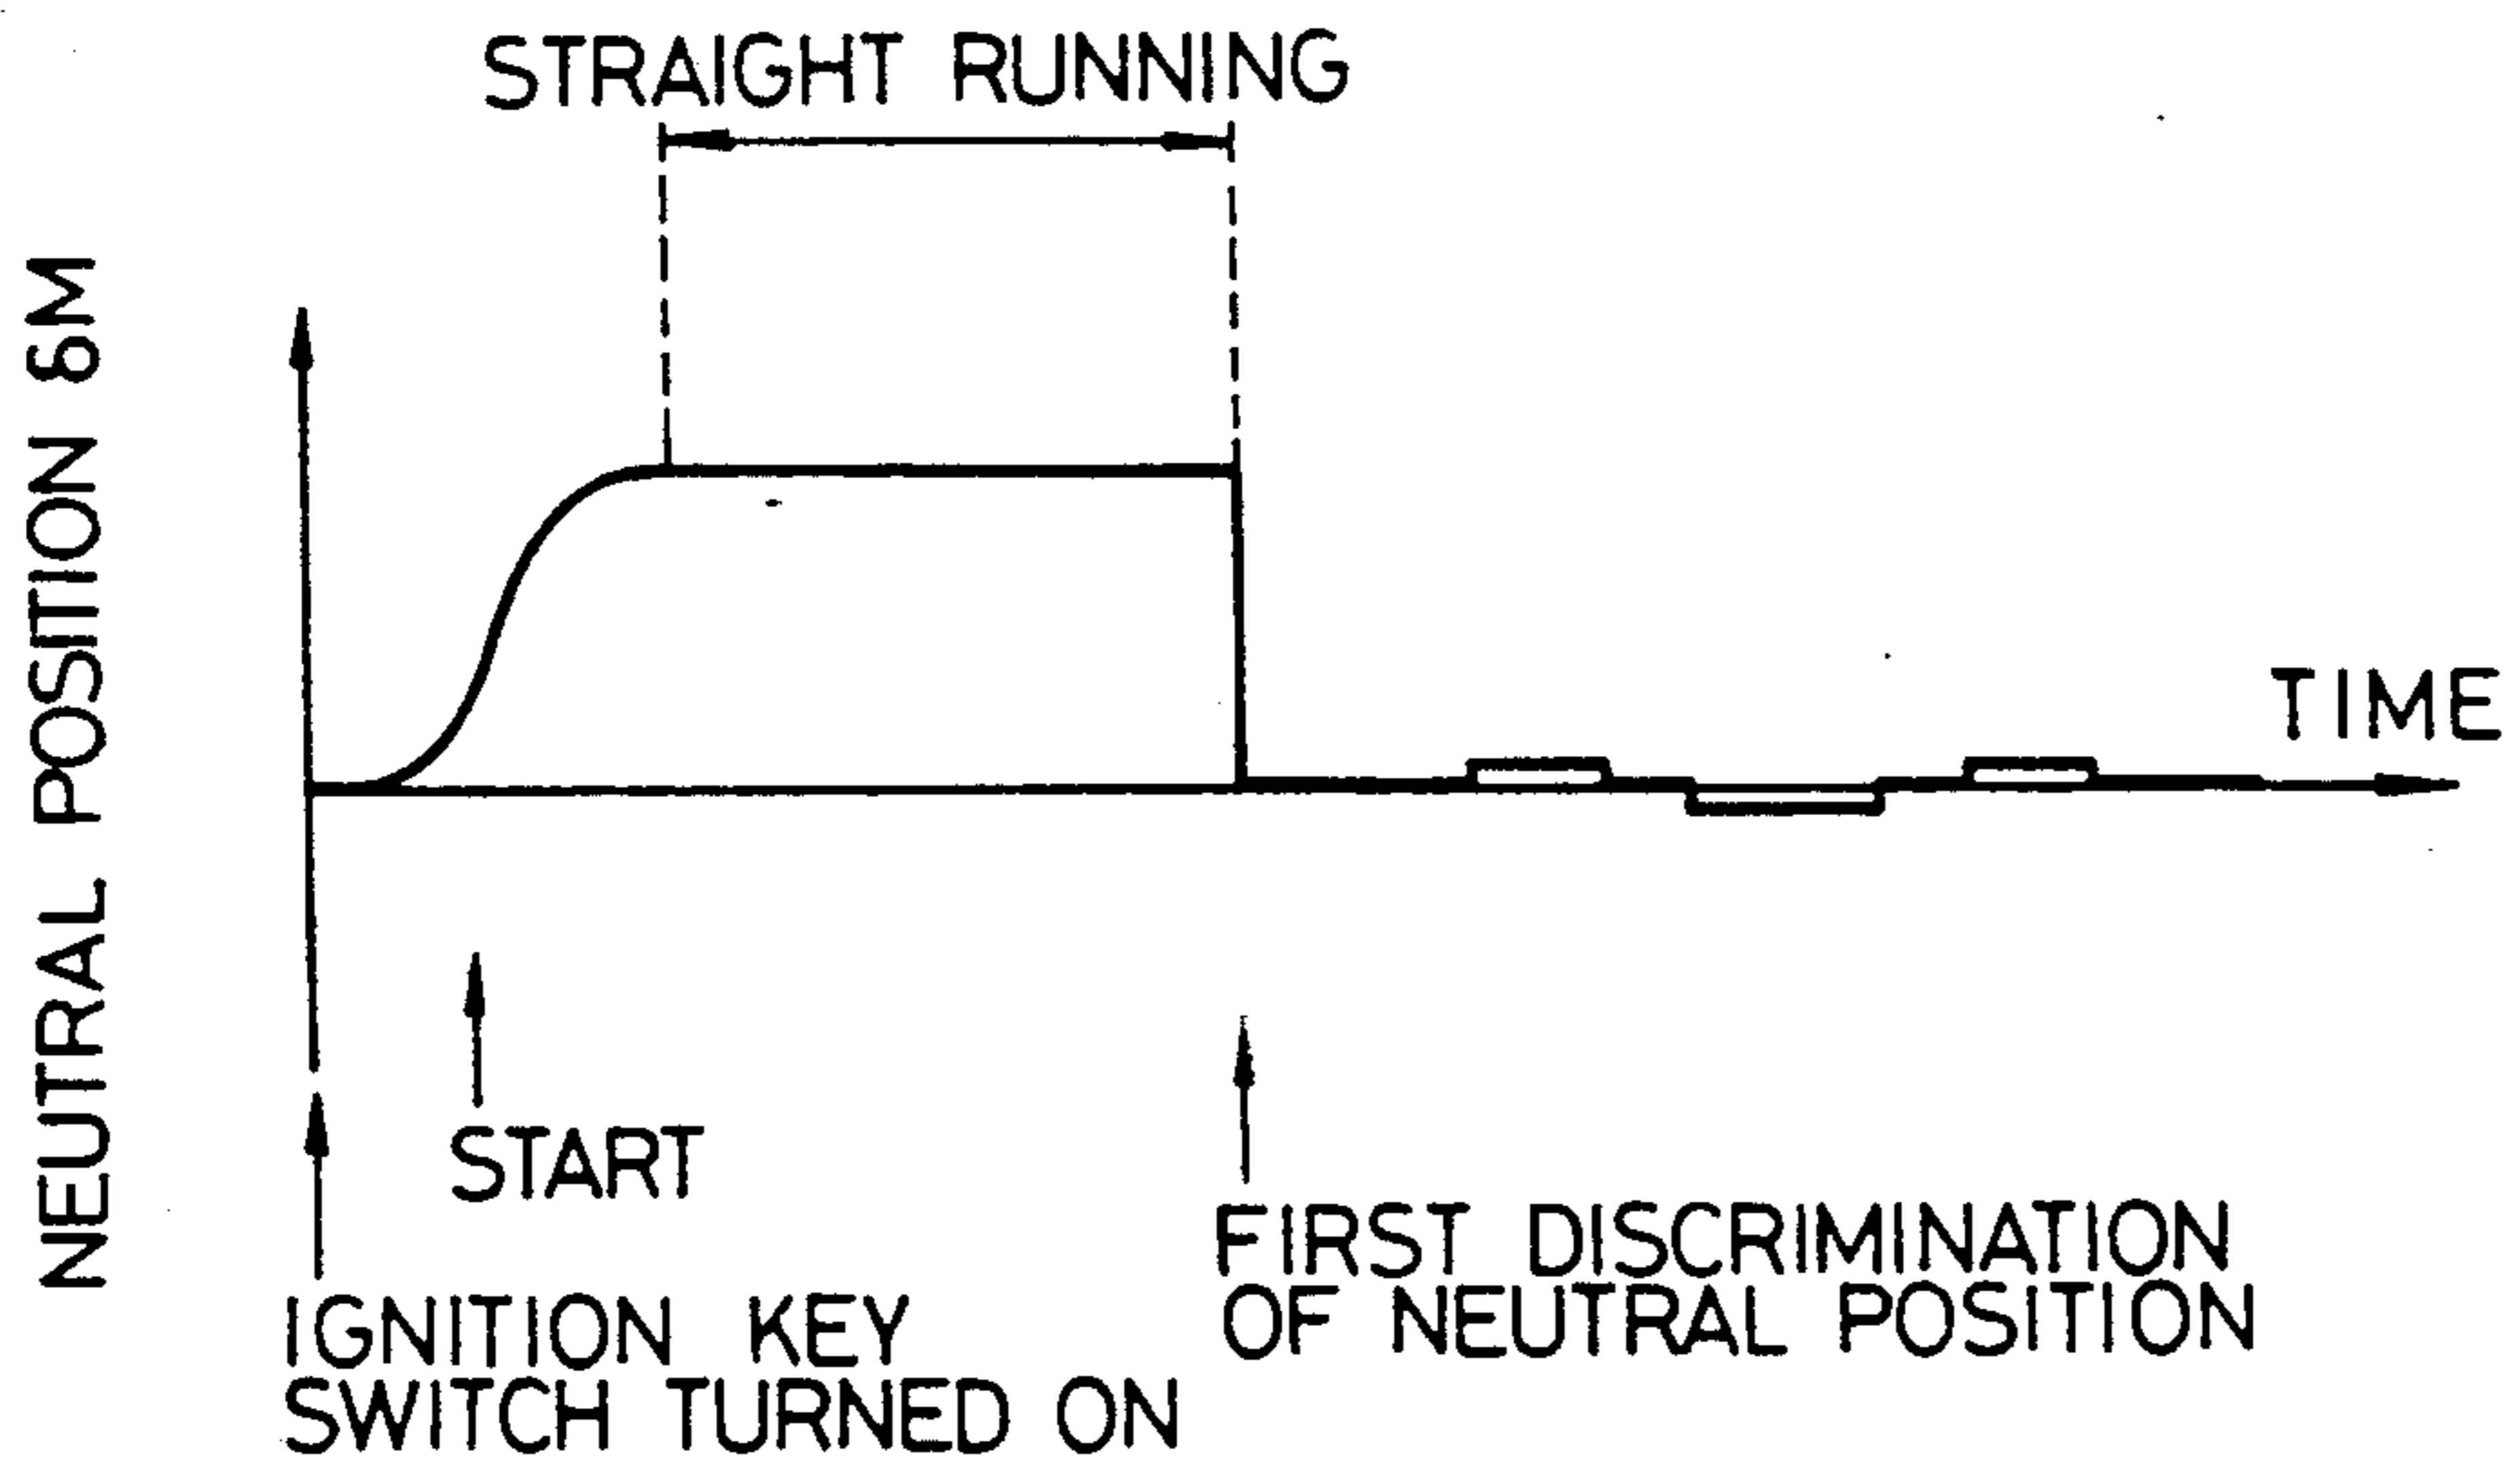 STRAIGHT RUNNING
NEUTRAL POSITION δM
TIME
START
FIRST DISCRIMINATION
OF NEUTRAL POSITION
IGNITION KEY
SWITCH TURNED ON